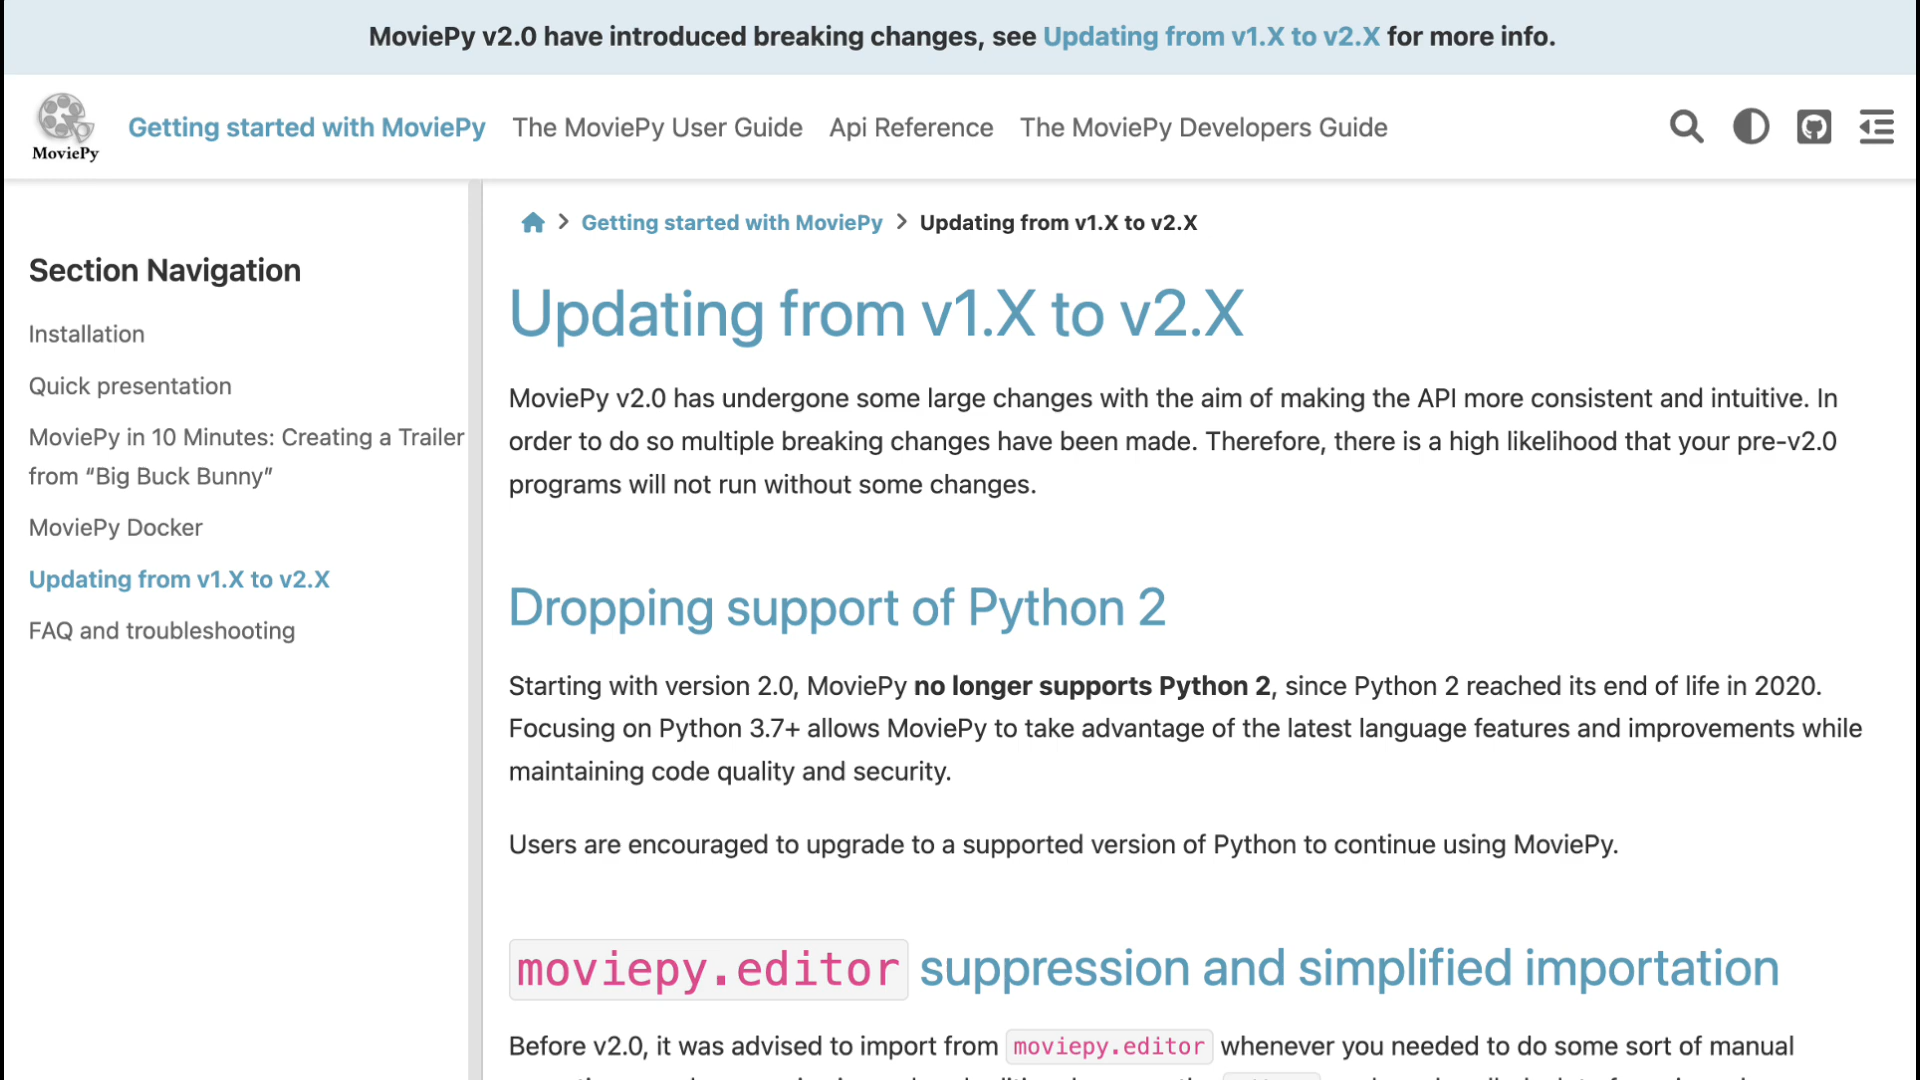 MoviePy v2.0 have introduced breaking changes, see Updating from v1.X to v2.X for more info.
MoviePy
Getting started with MoviePy The MoviePy User Guide Api Reference The MoviePy Developers Guide
Section Navigation
Installation
Quick presentation
MoviePy in 10 Minutes: Creating a Trailer
from “Big Buck Bunny”
MoviePy Docker
Updating from v1.X to v2.X
FAQ and troubleshooting
Getting started with MoviePy > Updating from v1.X to v2.X
Updating from v1.X to v2.X
MoviePy v2.0 has undergone some large changes with the aim of making the API more consistent and intuitive. In
order to do so multiple breaking changes have been made. Therefore, there is a high likelihood that your pre-v2.0
programs will not run without some changes.
Dropping support of Python 2
Starting with version 2.0, MoviePy no longer supports Python 2, since Python 2 reached its end of life in 2020.
Focusing on Python 3.7+ allows MoviePy to take advantage of the latest language features and improvements while
maintaining code quality and security.
Users are encouraged to upgrade to a supported version of Python to continue using MoviePy.
moviepy.editor suppression and simplified importation
Before v2.0, it was advised to import from moviepy.editor whenever you needed to do some sort of manual